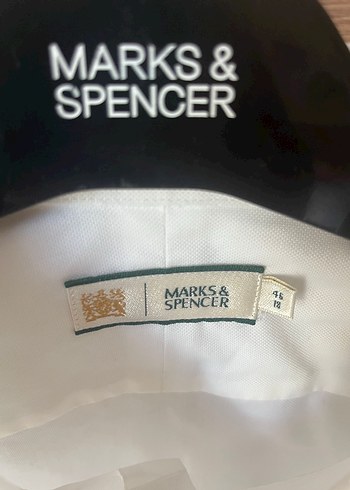 MARKS &
SPENCER
MARKS &
SPENCER
46
18